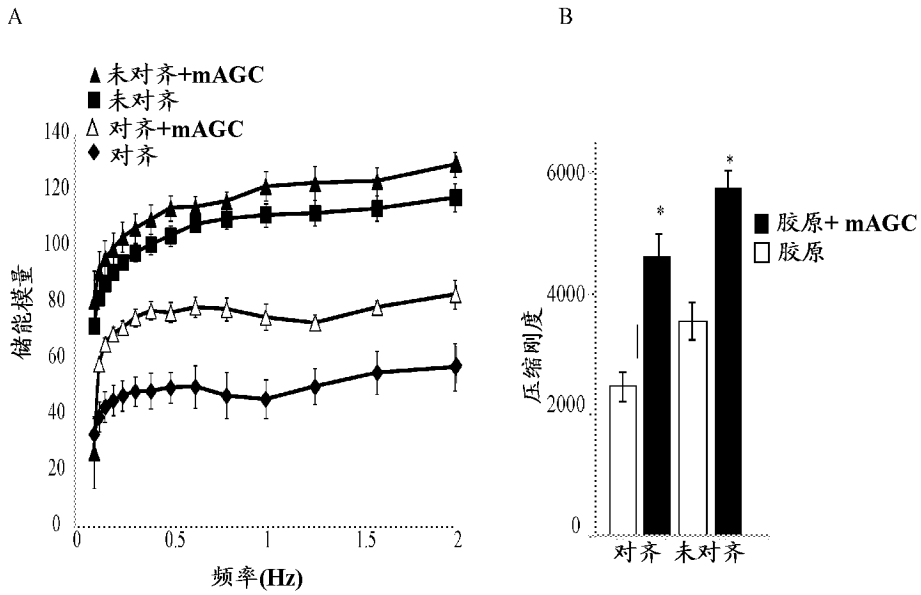 A
未对齐+mAGC
未对齐
对齐+mAGC
对齐
140
120
100
80
60
40
20
0
储能模量
0
0.5
1
1.5
2
频率(Hz)
B
6000
4000
2000
0
压缩刚度
*
*
胶原+ mAGC
胶原
对齐 未对齐